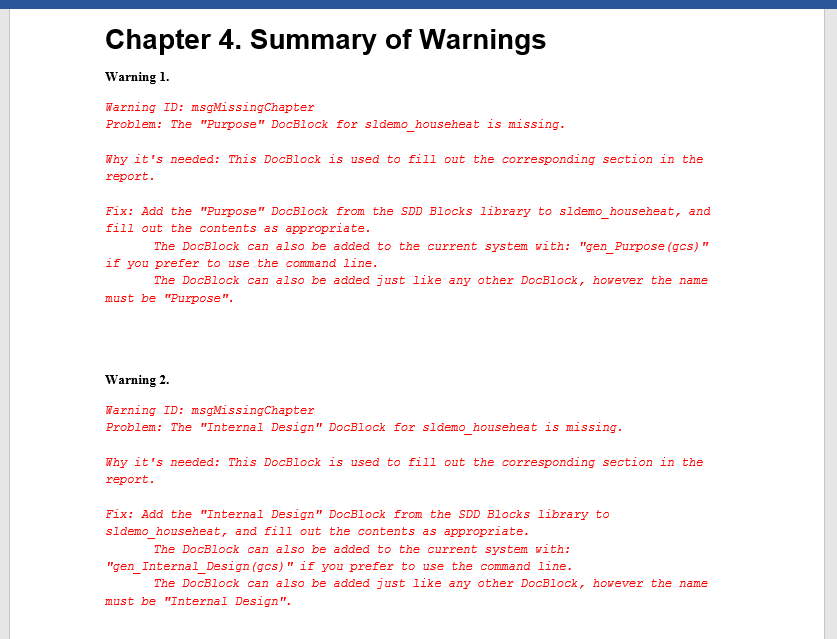 Chapter 4. Summary of Warnings
Warning 1.
Warning ID: msgMissingChapter
Problem: The "Purpose" DocBlock for sldemo_househeat is missing.
Why it's needed: This DocBlock is used to fill out the corresponding section in the
report.
Fix: Add the "Purpose" DocBlock from the SDD Blocks library to sldemo_househeat, and
fill out the contents as appropriate.
The DocBlock can also be added to the current system with: "gen_Purpose(gcs)"
if you prefer to use the command line.
The DocBlock can also be added just like any other DocBlock, however the name
must be "Purpose".
Warning 2.
Warning ID: msgMissingChapter
Problem: The "Internal Design" DocBlock for sldemo_househeat is missing.
Why it's needed: This DocBlock is used to fill out the corresponding section in the
report.
Fix: Add the "Internal Design" DocBlock from the SDD Blocks library to
sldemo_househeat, and fill out the contents as appropriate.
The DocBlock can also be added to the current system with:
"gen_Internal_Design(gcs)" if you prefer to use the command line.
The DocBlock can also be added just like any other DocBlock, however the name
must be "Internal Design".